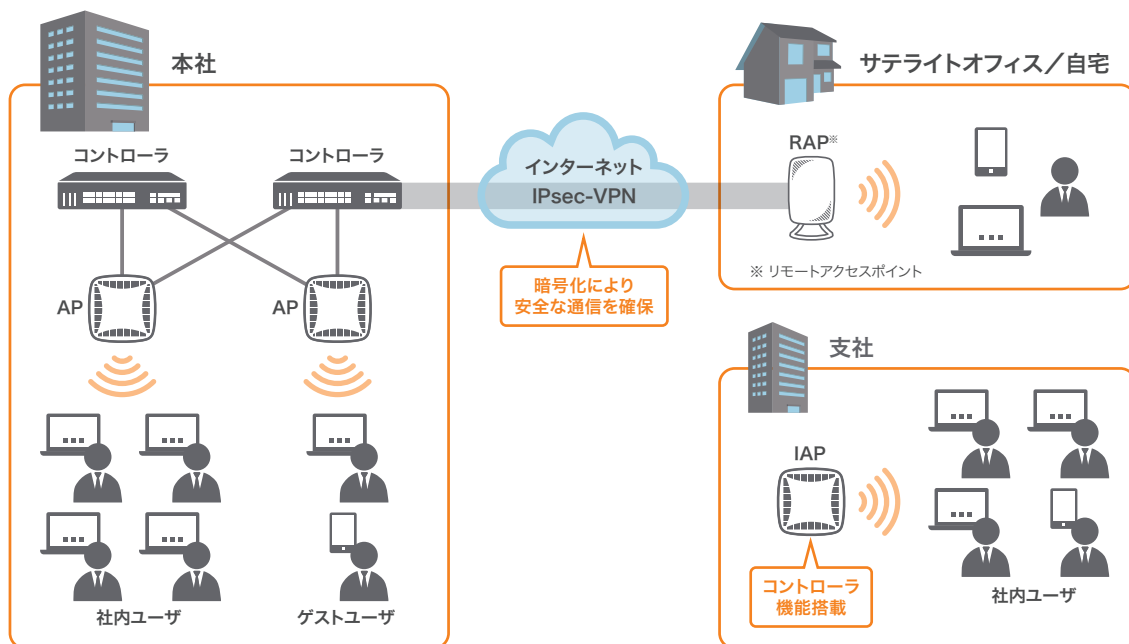 本社
コントローラ
コントローラ
AP
AP
社内ユーザ
ゲストユーザ
インターネット
IPsec-VPN
暗号化により
安全な通信を確保
サテライトオフィス／自宅
RAP※
※ リモートアクセスポイント
支社
IAP
コントローラ
機能搭載
社内ユーザ